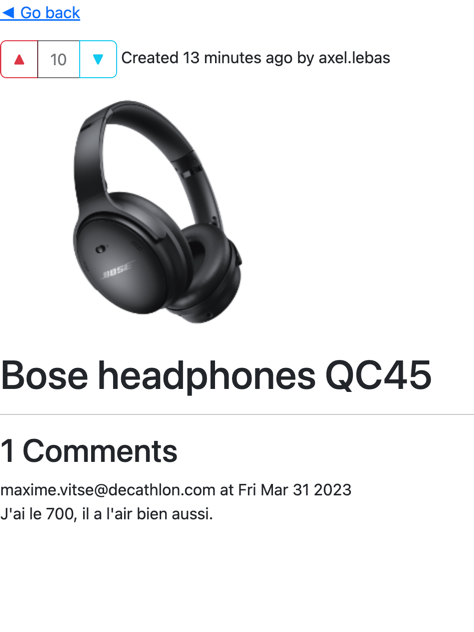 ◄ Go back
▲ 10 ▼ Created 13 minutes ago by axel.lebas
BOSE
Bose headphones QC45
1 Comments
maxime.vitse@decathlon.com at Fri Mar 31 2023
J'ai le 700, il a l'air bien aussi.